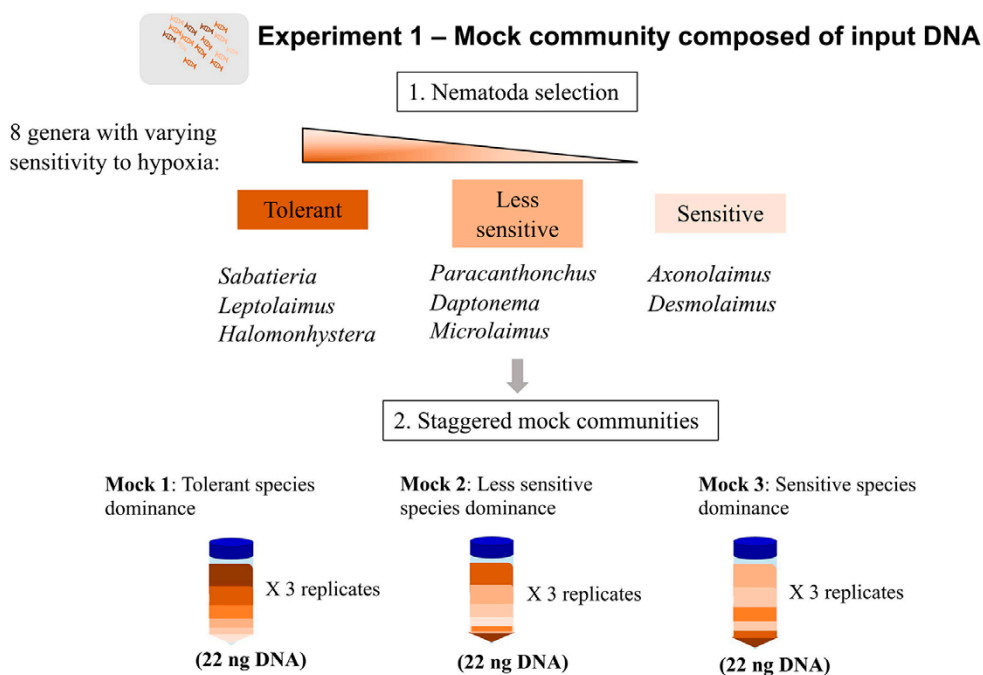 Experiment 1 – Mock community composed of input DNA
1. Nematoda selection
8 genera with varying
sensitivity to hypoxia:
Tolerant
Less
sensitive
Sensitive
Sabatieria
Leptolaimus
Halomonhystera
Paracanthonchus
Daptonema
Microlaimus
Axonolaimus
Desmolaimus
2. Staggered mock communities
Mock 1: Tolerant species
dominance
Mock 2: Less sensitive
species dominance
Mock 3: Sensitive species
dominance
X 3 replicates
X 3 replicates
X 3 replicates
(22 ng DNA)
(22 ng DNA)
(22 ng DNA)